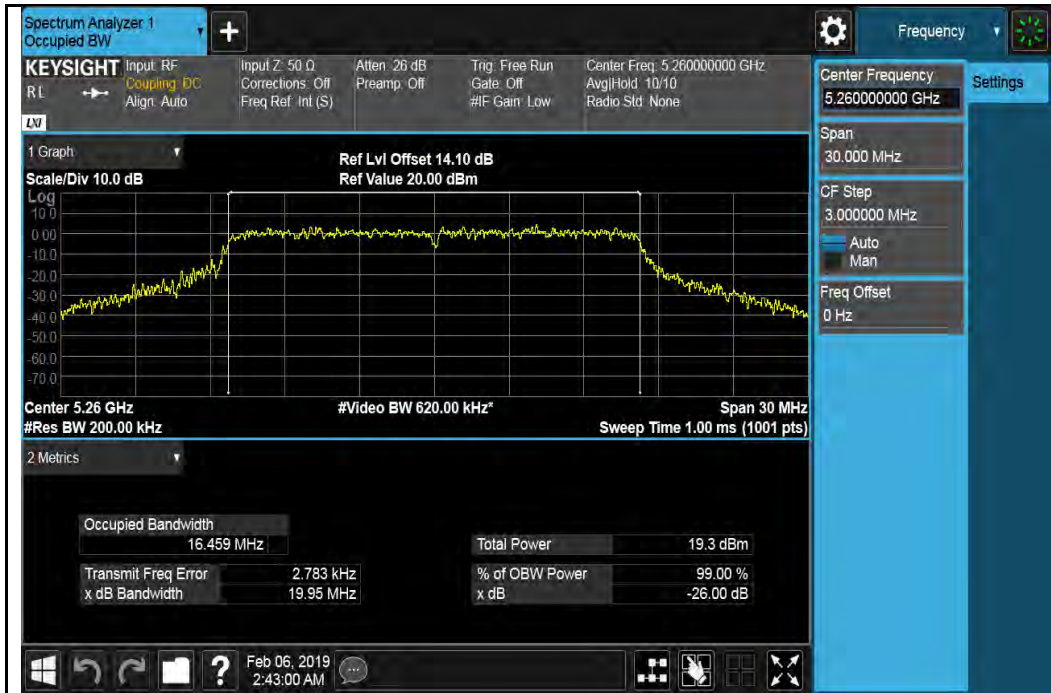 Spectrum Analyzer 1
Occupied BW
+
Frequency
KEYSIGHT
Input: RF
Coupling: DC
Align: Auto
R L
LXI
Input Z: 50 Ω
Corrections: Off
Freq Ref: Int (S)
Atten: 26 dB
Preamp: Off
Trig: Free Run
Gate: Off
#IF Gain: Low
Center Freq: 5.260000000 GHz
Avg|Hold: 10/10
Radio Std: None
1 Graph
Scale/Div 10.0 dB
Ref Lvl Offset 14.10 dB
Ref Value 20.00 dBm
Log
10.0
0.00
-10.0
-20.0
-30.0
-40.0
-50.0
-60.0
-70.0
Center 5.26 GHz
#Video BW 620.00 kHz*
Span 30 MHz
#Res BW 200.00 kHz
Sweep Time 1.00 ms (1001 pts)
2 Metrics
Occupied Bandwidth
16.459 MHz
Total Power 19.3 dBm
Transmit Freq Error 2.783 kHz
% of OBW Power 99.00 %
x dB Bandwidth 19.95 MHz
x dB -26.00 dB
Center Frequency
5.260000000 GHz
Settings
Span
30.000 MHz
CF Step
3.000000 MHz
Auto
Man
Freq Offset
0 Hz
?
Feb 06, 2019
2:43:00 AM